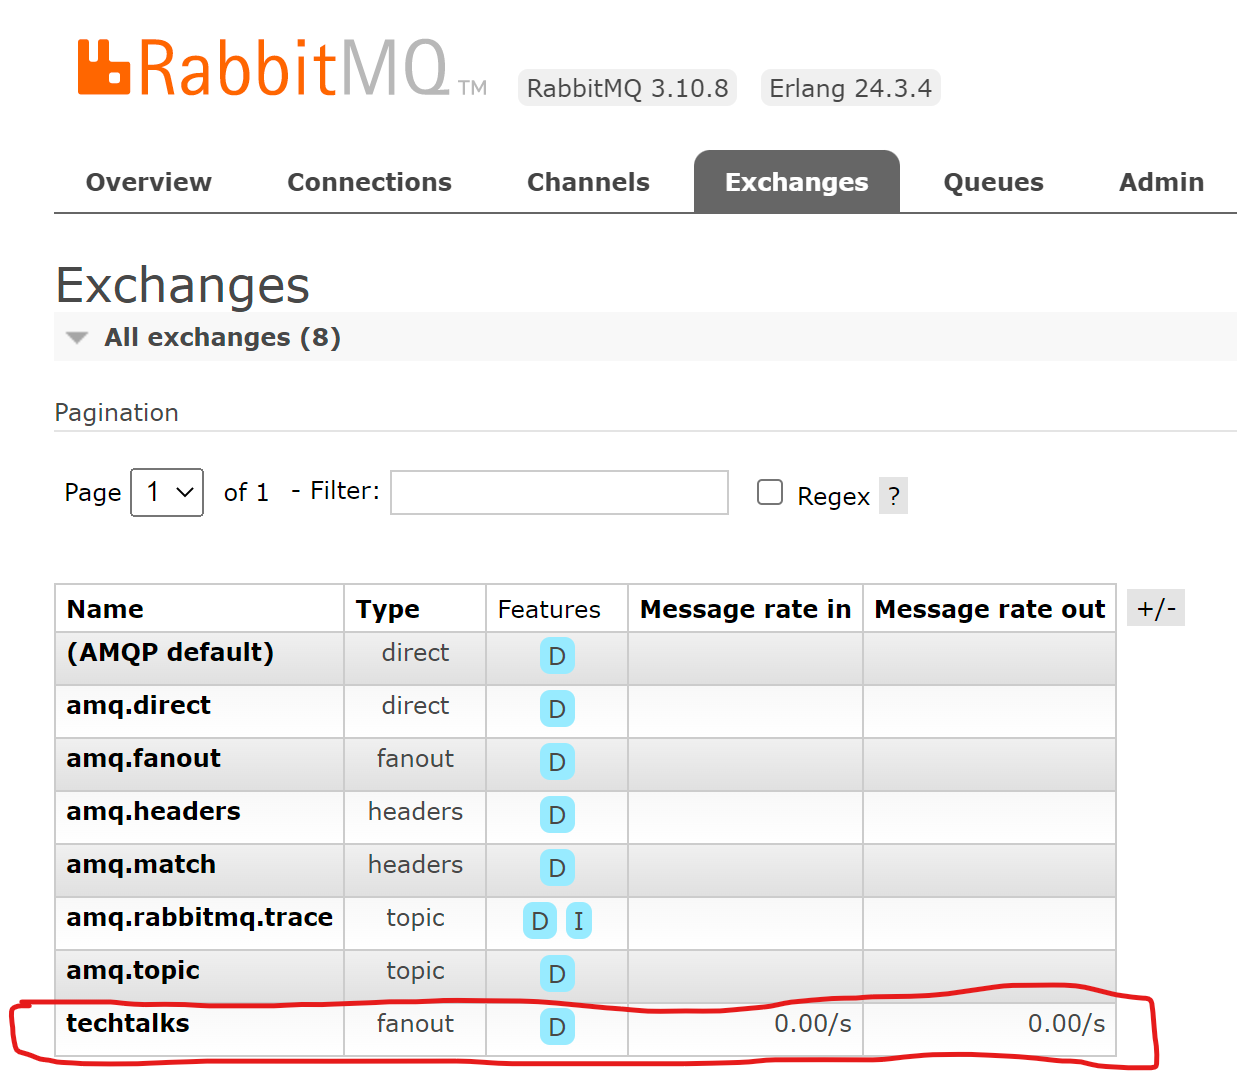 RabbitMQ TM RabbitMQ 3.10.8 Erlang 24.3.4
Overview Connections Channels Exchanges Queues Admin
Exchanges
All exchanges (8)
Pagination
Page 1 of 1 - Filter: Regex ?
Name Type Features Message rate in Message rate out +/-
(AMQP default) direct D
amq.direct direct D
amq.fanout fanout D
amq.headers headers D
amq.match headers D
amq.rabbitmq.trace topic D I
amq.topic topic D
techtalks fanout D 0.00/s 0.00/s